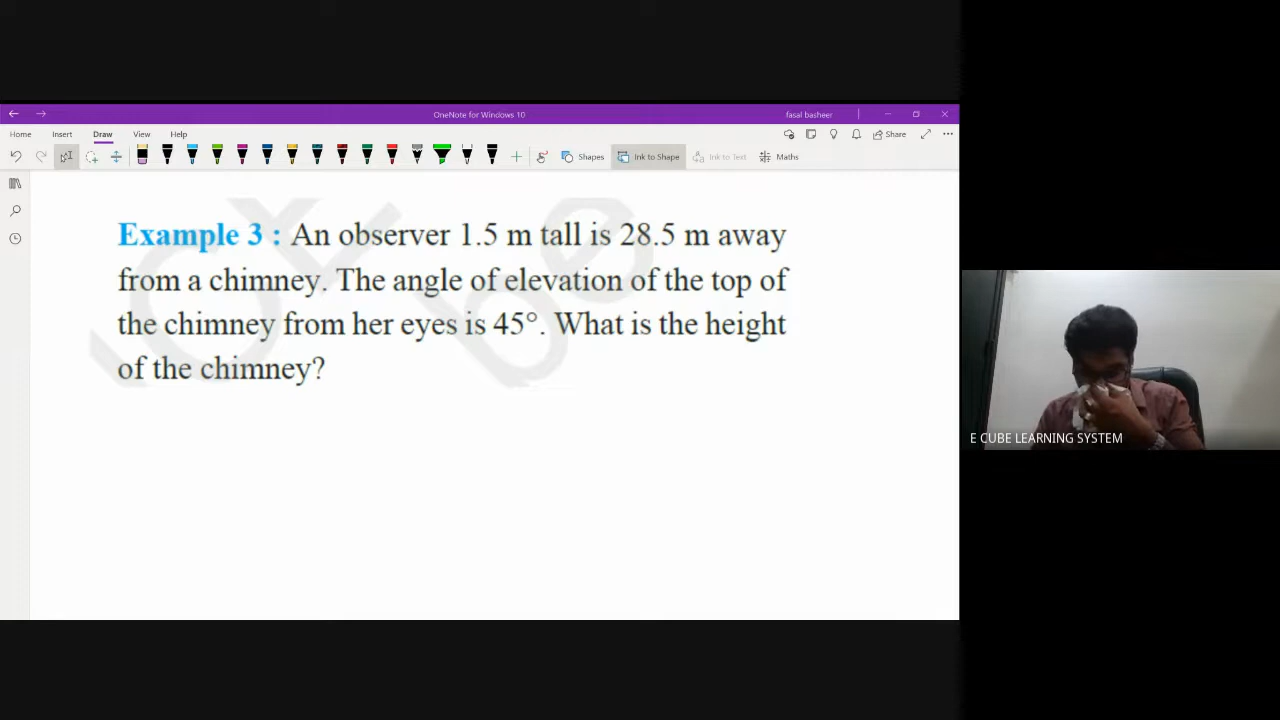 OneNote for Windows 10
fasal basheer
Home Insert Draw View Help
Share
Shapes Ink to Shape Ink to Text Maths
Example 3 : An observer 1.5 m tall is 28.5 m away
from a chimney. The angle of elevation of the top of
the chimney from her eyes is 45°. What is the height
of the chimney?
E CUBE LEARNING SYSTEM